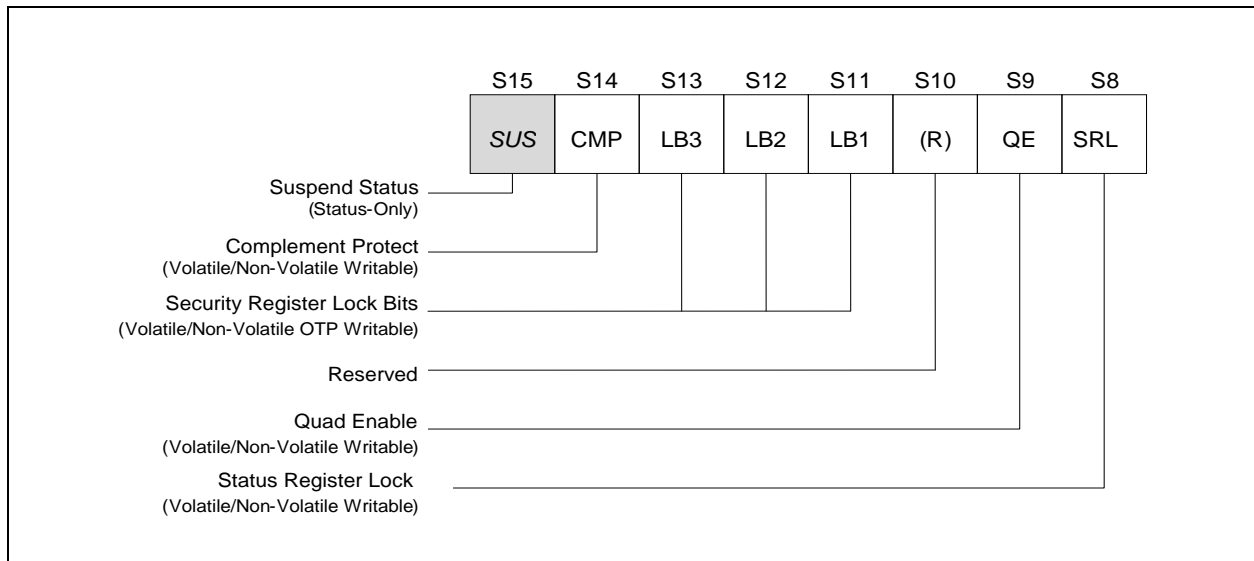 S15 S14 S13 S12 S11 S10 S9 S8
SUS CMP LB3 LB2 LB1 (R) QE SRL
Suspend Status
(Status-Only)
Complement Protect
(Volatile/Non-Volatile Writable)
Security Register Lock Bits
(Volatile/Non-Volatile OTP Writable)
Reserved
Quad Enable
(Volatile/Non-Volatile Writable)
Status Register Lock
(Volatile/Non-Volatile Writable)